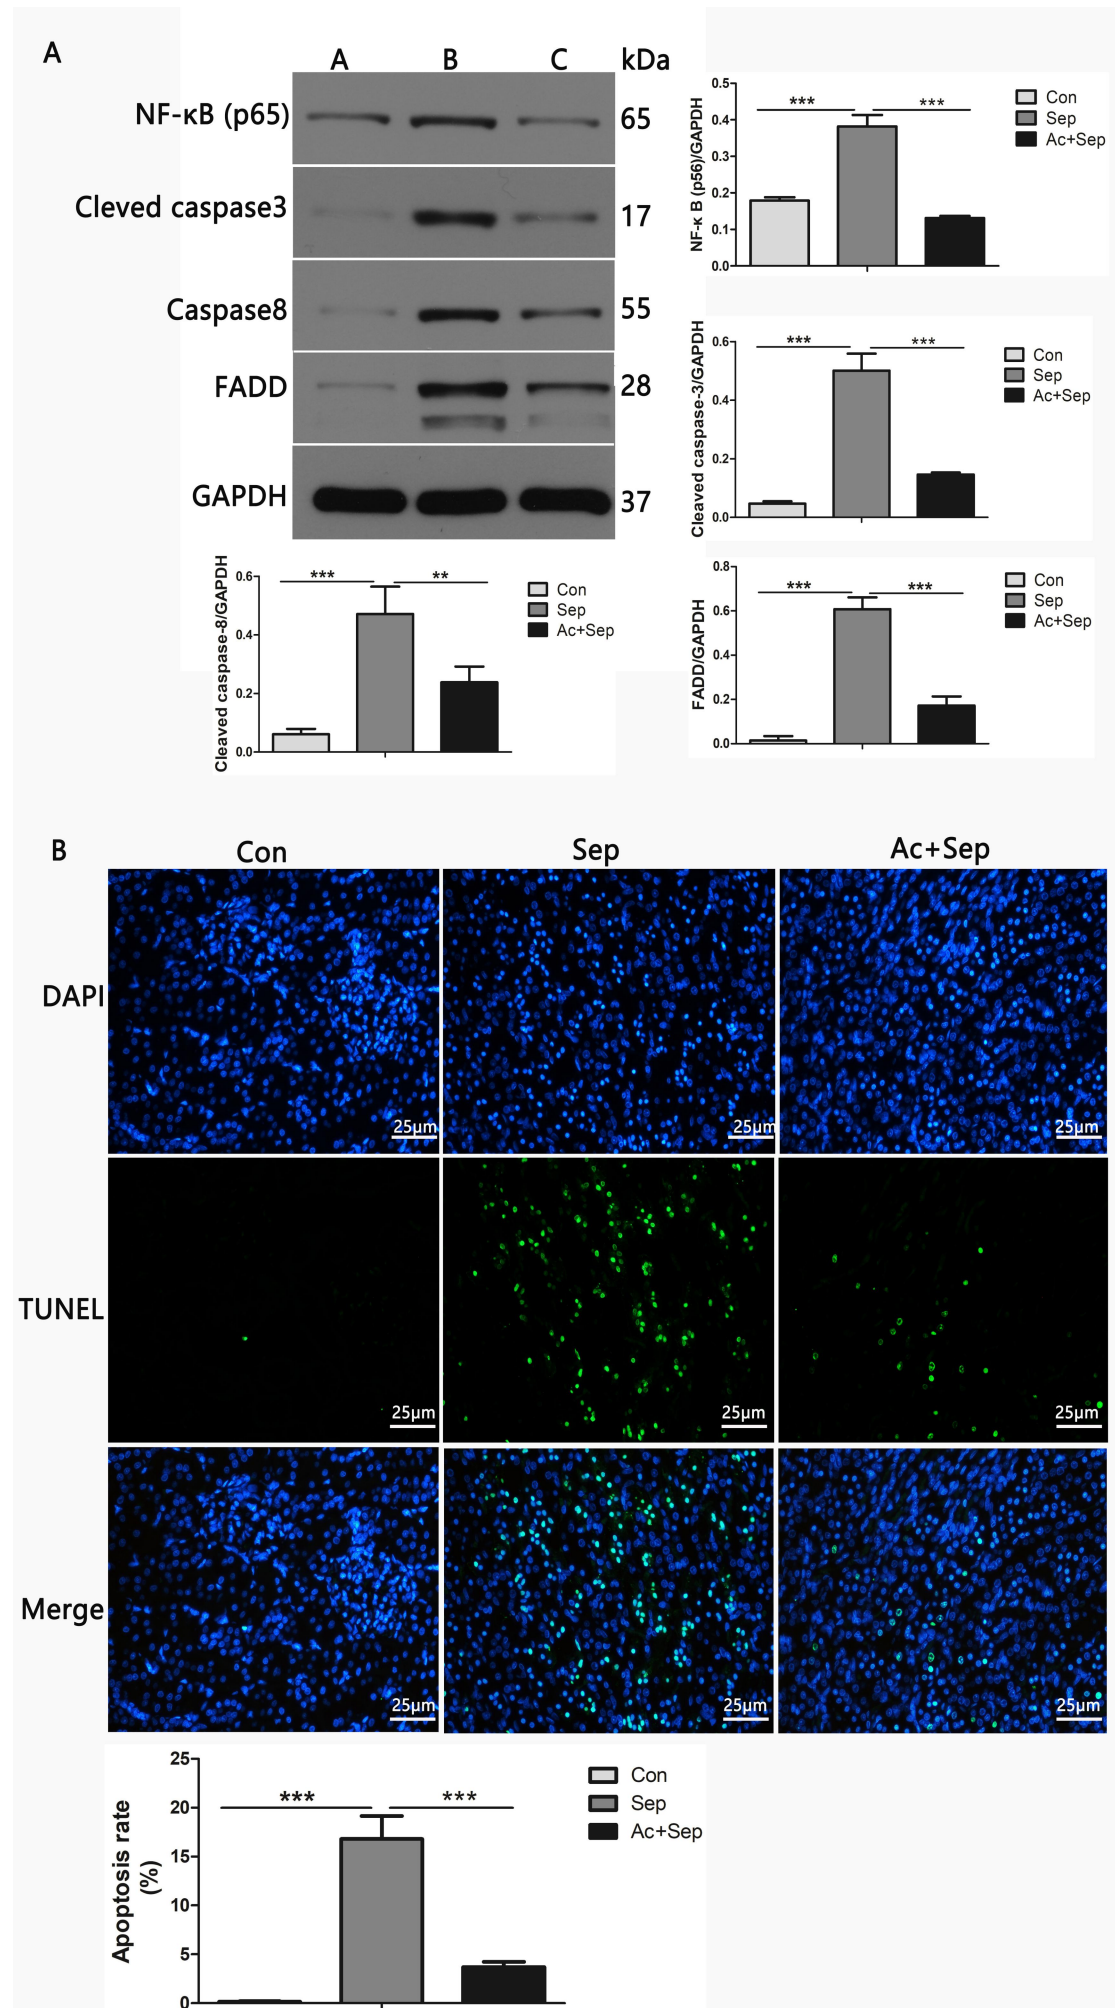 A
A B C kDa
NF-κB (p65) 65
Cleved caspase3 17
Caspase8 55
FADD 28
GAPDH 37
NF-κ B (p56)/GAPDH
0.5
0.4
0.3
0.2
0.1
0.0
*** ***
Con
Sep
Ac+Sep
Cleaved caspase-3/GAPDH
0.6
0.4
0.2
0.0
*** ***
Con
Sep
Ac+Sep
Cleaved caspase-8/GAPDH
0.6
0.4
0.2
0.0
*** **
Con
Sep
Ac+Sep
FADD/GAPDH
0.8
0.6
0.4
0.2
0.0
*** ***
Con
Sep
Ac+Sep
B
Con Sep Ac+Sep
DAPI
25μm 25μm 25μm
TUNEL
25μm 25μm 25μm
Merge
25μm 25μm 25μm
Apoptosis rate
(%)
25
20
15
10
5
0
*** ***
Con
Sep
Ac+Sep